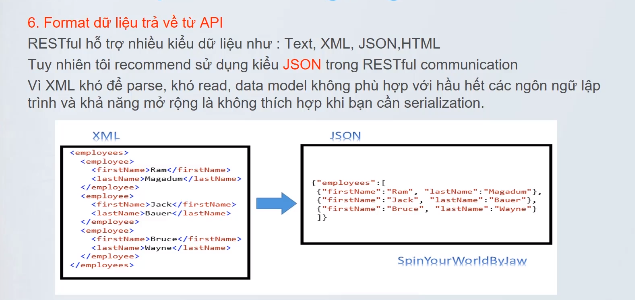 6. Format dữ liệu trả về từ API
RESTful hỗ trợ nhiều kiểu dữ liệu như : Text, XML, JSON,HTML
Tuy nhiên tôi recommend sử dụng kiểu JSON trong RESTful communication
Vì XML khó để parse, khó read, data model không phù hợp với hầu hết các ngôn ngữ lập
trình và khả năng mở rộng là không thích hợp khi bạn cần serialization.
XML
<employees>
<employee>
<firstName>Ram</firstName>
<lastName>Magadum</lastName>
</employee>
<employee>
<firstName>Jack</firstName>
<lastName>Bauer</lastName>
</employee>
<employee>
<firstName>Bruce</firstName>
<lastName>Wayne</lastName>
</employee>
</employees>
JSON
{"employees":[
{"firstName":"Ram", "lastName":"Magadum"},
{"firstName":"Jack", "lastName":"Bauer"},
{"firstName":"Bruce", "lastName":"Wayne"}
]}
SpinYourWorldByJaw